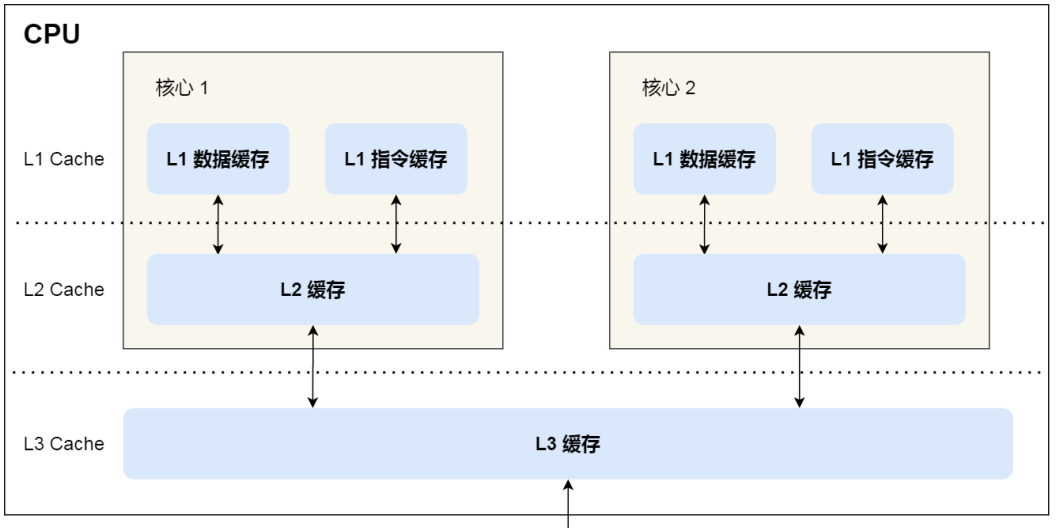 CPU
核心 1
核心 2
L1 Cache
L1 数据缓存
L1 指令缓存
L1 数据缓存
L1 指令缓存
L2 Cache
L2 缓存
L2 缓存
L3 Cache
L3 缓存